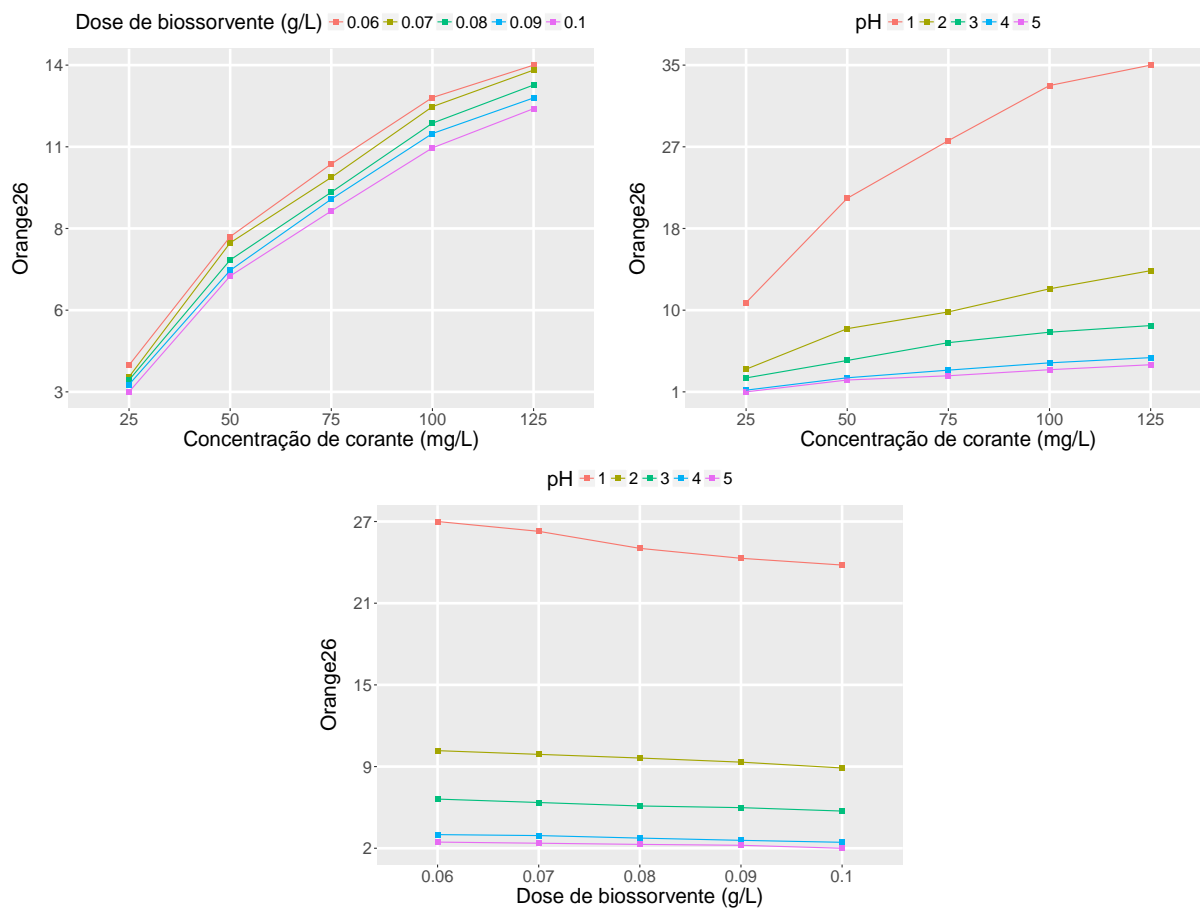 Dose de biossorvente (g/L) 0.06 0.07 0.08 0.09 0.1
14
11
8
6
3
Orange26
25 50 75 100 125
Concentração de corante (mg/L)
pH 1 2 3 4 5
35
27
18
10
1
Orange26
25 50 75 100 125
Concentração de corante (mg/L)
pH 1 2 3 4 5
27
21
15
9
2
Orange26
0.06 0.07 0.08 0.09 0.1
Dose de biossorvente (g/L)